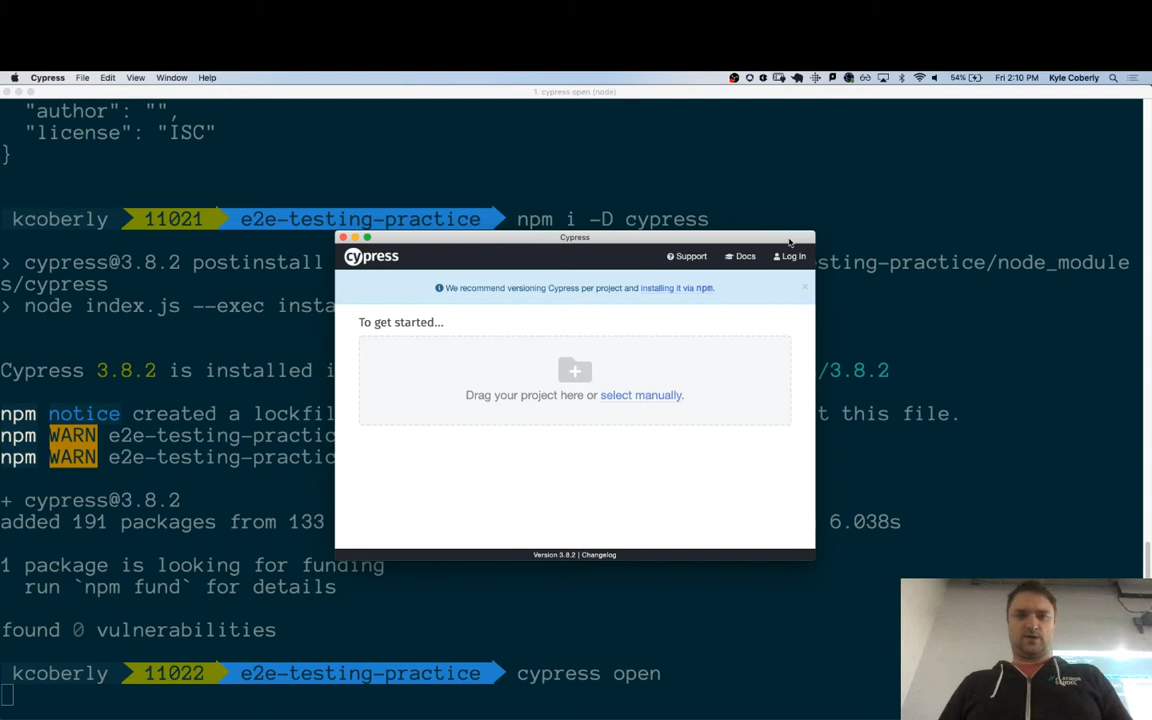 Cypress File Edit View Window Help 54% Fri 2:10 PM Kyle Coberly
1. cypress open (node)
"author": "",
"license": "ISC"
}
kcoberly 11021 e2e-testing-practice npm i -D cypress
> cypress@3.8.2 postinstall
sting-practice/node_module
s/cypress
> node index.js --exec insta
Cypress 3.8.2 is installed i
/3.8.2
npm notice created a lockfil
t this file.
npm WARN e2e-testing-practic
npm WARN e2e-testing-practic
+ cypress@3.8.2
added 191 packages from 133
6.038s
1 package is looking for funding
run `npm fund` for details
found 0 vulnerabilities
kcoberly 11022 e2e-testing-practice cypress open
Cypress
cypress Support Docs Log In
We recommend versioning Cypress per project and installing it via npm.
To get started...
Drag your project here or select manually.
Version 3.8.2 | Changelog